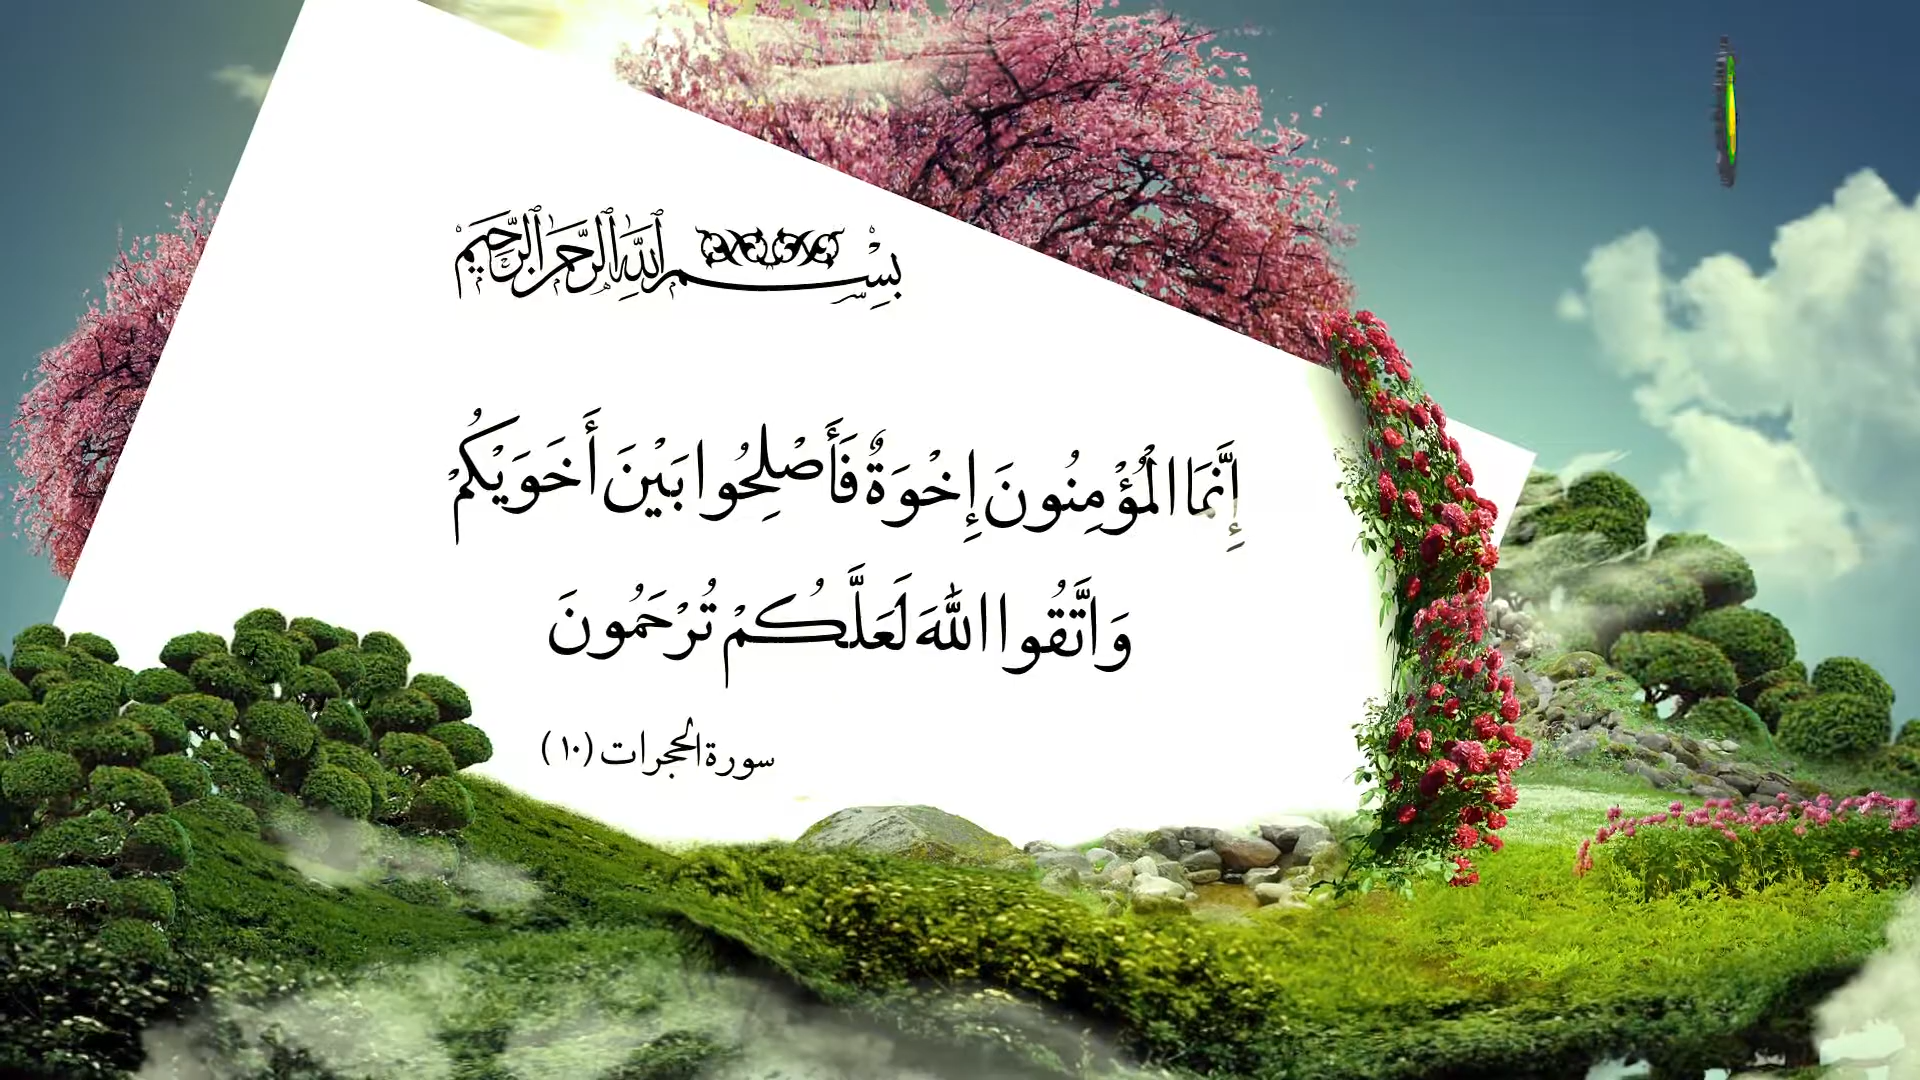 بِسْمِ اللَّهِ الرَّحْمَٰنِ الرَّحِيمِ
إِنَّمَا الْمُؤْمِنُونَ إِخْوَةٌ فَأَصْلِحُوا بَيْنَ أَخَوَيْكُمْ
وَاتَّقُوا اللَّهَ لَعَلَّكُمْ تُرْحَمُونَ
سورة الحجرات (١٠)